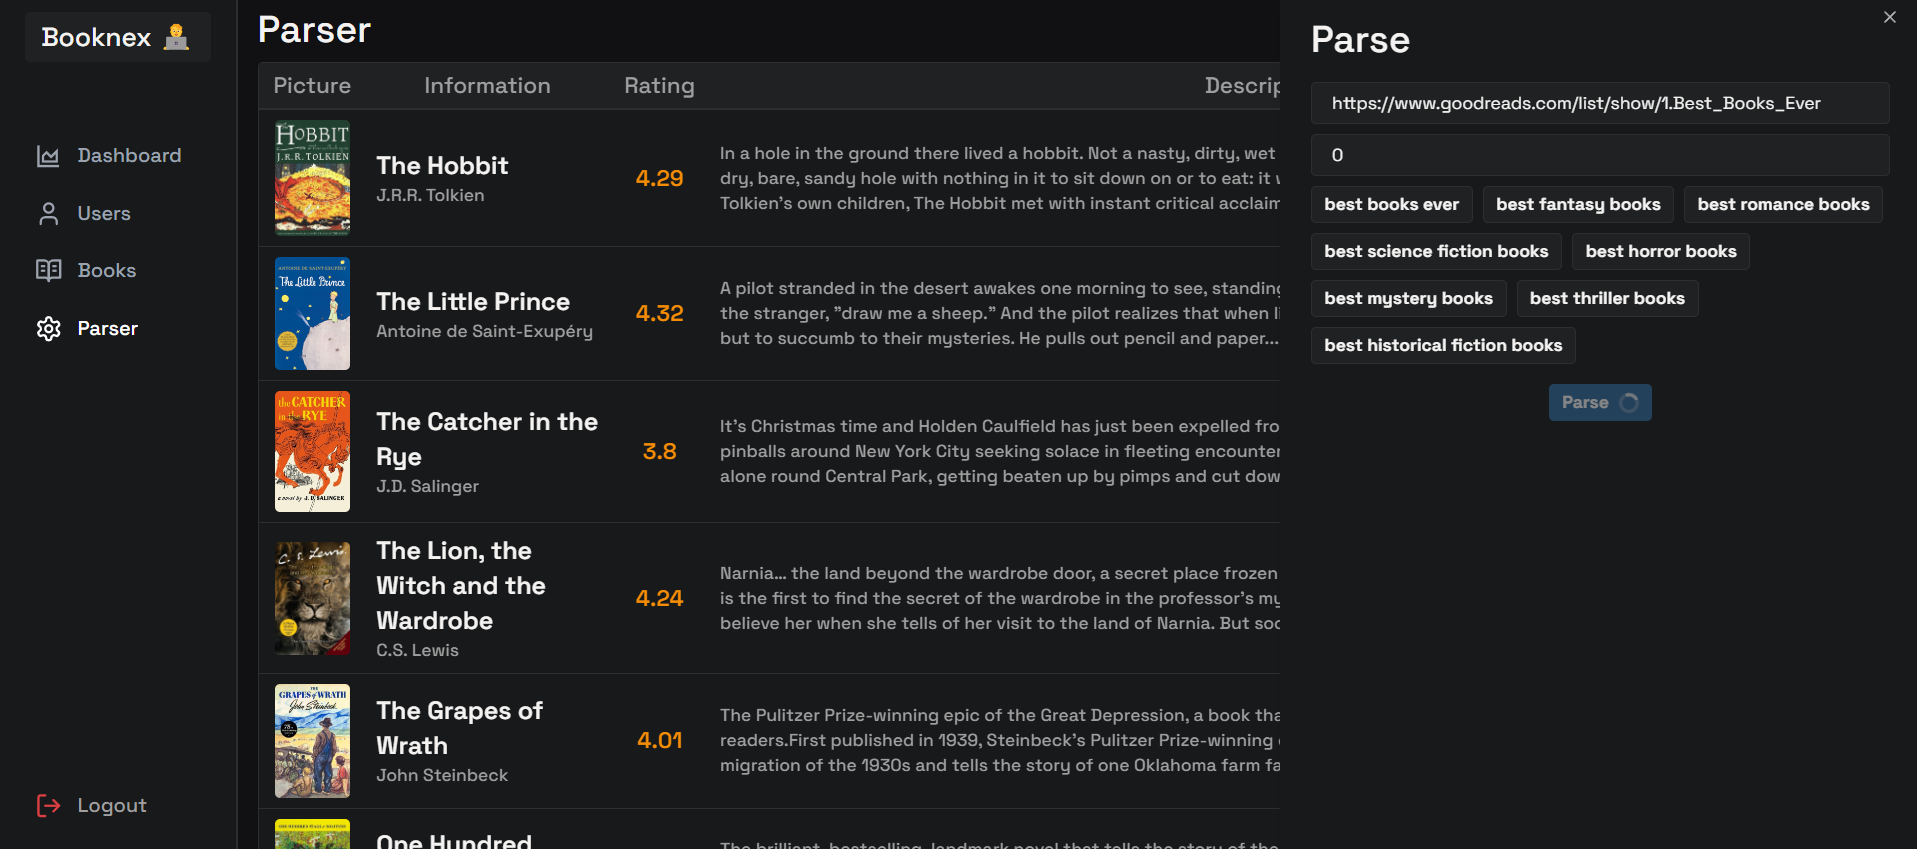 Booknex
Dashboard
Users
Books
Parser
Logout
Parser
Picture Information Rating
HOBBIT
J.R.R. TOLKIEN
The Hobbit
J.R.R. Tolkien
4.29
In a hole in the ground there lived a hobbit. Not a nasty, dirty, wet
dry, bare, sandy hole with nothing in it to sit down on or to eat: it
Tolkien's own children, The Hobbit met with instant critical acclaim
ANTOINE DE SAINT-EXUPÉRY
The Little Prince
The Little Prince
Antoine de Saint-Exupéry
4.32
A pilot stranded in the desert awakes one morning to see, standing
the stranger, "draw me a sheep." And the pilot realizes that when
but to succumb to their mysteries. He pulls out pencil and paper...
the CATCHER
in the RYE
a novel by J. D. SALINGER
The Catcher in the
Rye
J.D. Salinger
3.8
It's Christmas time and Holden Caulfield has just been expelled
pinballs around New York City seeking solace in fleeting
alone round Central Park, getting beaten up by pimps and cut
C. S. Lewis
The Lion, the
Witch and the
Wardrobe
C.S. Lewis
4.24
Narnia… the land beyond the wardrobe door, a secret place frozen
is the first to find the secret of the wardrobe in the professor's
believe her when she tells of her visit to the land of Narnia. But
THE
GRAPES of WRATH
John Steinbeck
The Grapes of
Wrath
John Steinbeck
4.01
The Pulitzer Prize-winning epic of the Great Depression, a book
readers.First published in 1939, Steinbeck's Pulitzer Prize-winning
migration of the 1930s and tells the story of one Oklahoma farm
One Hundred
The brilliant, bestselling, landmark novel that tells the story of the
Parse
https://www.goodreads.com/list/show/1.Best_Books_Ever
0
best books ever best fantasy books best romance books
best science fiction books best horror books
best mystery books best thriller books
best historical fiction books
Parse